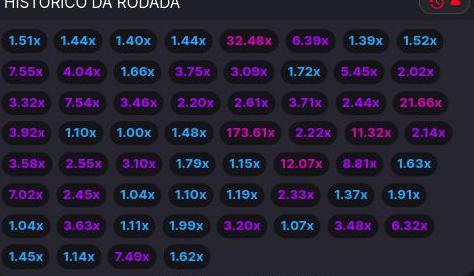 HISTÓRICO DA RODADA
1.51x 1.44x 1.40x 1.44x 32.48x 6.39x 1.39x 1.52x
7.55x 4.04x 1.66x 3.75x 3.09x 1.72x 5.45x 2.02x
3.32x 7.54x 3.46x 2.20x 2.61x 3.71x 2.44x 21.66x
3.92x 1.10x 1.00x 1.48x 173.61x 2.22x 11.32x 2.14x
3.58x 2.55x 3.10x 1.79x 1.15x 12.07x 8.81x 1.63x
7.02x 2.45x 1.04x 1.10x 1.19x 2.33x 1.37x 1.91x
1.04x 3.63x 1.11x 1.99x 3.20x 1.07x 3.48x 6.32x
1.45x 1.14x 7.49x 1.62x